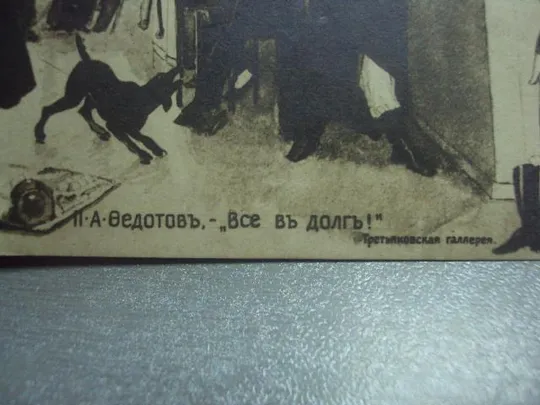 П·А·Ѳедотовъ,-„Все въ долгъ!"
Третьяковская галлерея.